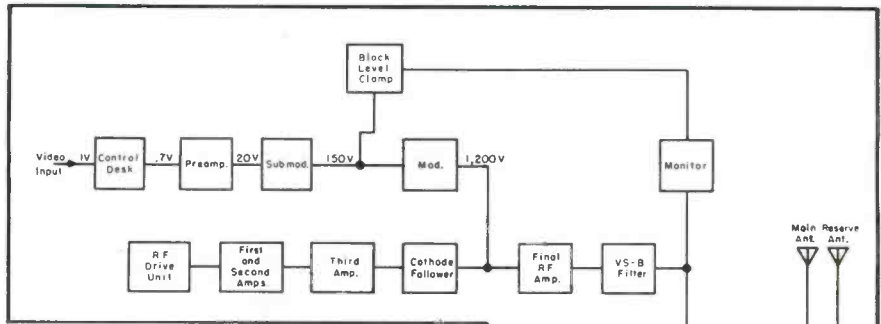 Black
Level
Clamp
Video
Input
1V
Control
Desk
.7V
Preamp.
20V
Submod.
150V
Mod.
1,200V
Monitor
Main
Ant.
Reserve
Ant.
RF
Drive
Unit
First
and
Second
Amps.
Third
Amp.
Cathode
Follower
Final
RF
Amp.
VS-B
Filter